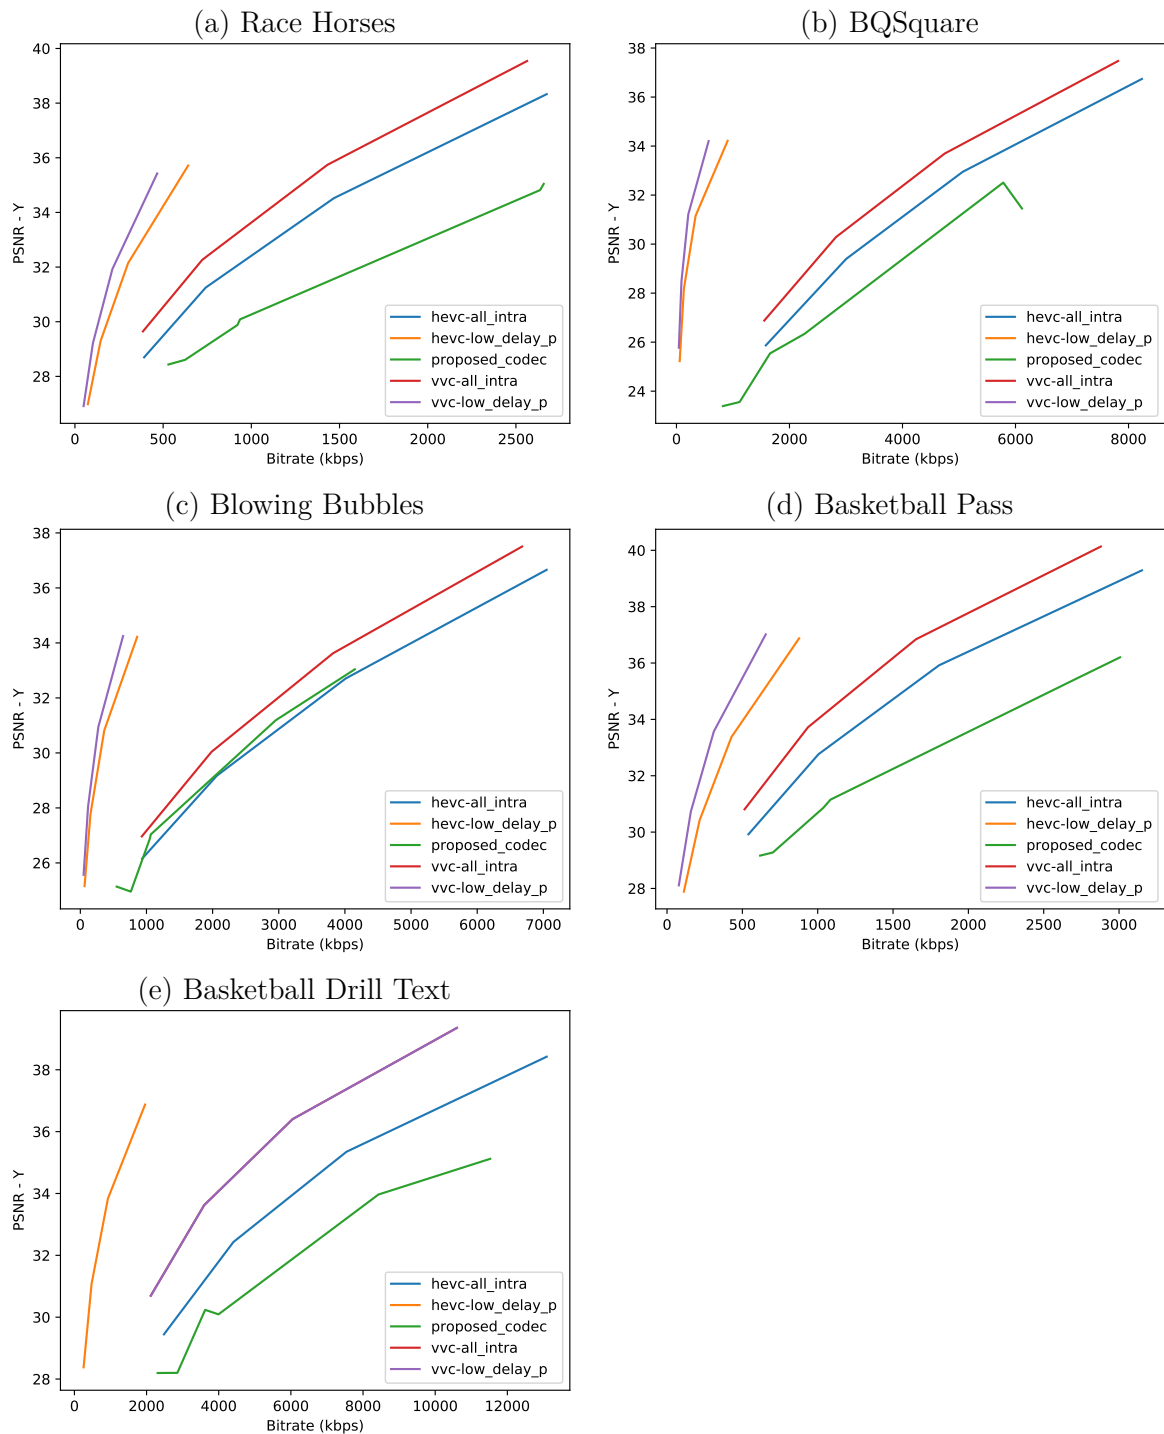 (a) Race Horses
40
38
36
34
32
30
28
PSNR - Y
0 500 1000 1500 2000 2500
Bitrate (kbps)
hevc-all_intra
hevc-low_delay_p
proposed_codec
vvc-all_intra
vvc-low_delay_p
(b) BQSquare
38
36
34
32
30
28
26
24
PSNR - Y
0 2000 4000 6000 8000
Bitrate (kbps)
hevc-all_intra
hevc-low_delay_p
proposed_codec
vvc-all_intra
vvc-low_delay_p
(c) Blowing Bubbles
38
36
34
32
30
28
26
PSNR - Y
0 1000 2000 3000 4000 5000 6000 7000
Bitrate (kbps)
hevc-all_intra
hevc-low_delay_p
proposed_codec
vvc-all_intra
vvc-low_delay_p
(d) Basketball Pass
40
38
36
34
32
30
28
PSNR - Y
0 500 1000 1500 2000 2500 3000
Bitrate (kbps)
hevc-all_intra
hevc-low_delay_p
proposed_codec
vvc-all_intra
vvc-low_delay_p
(e) Basketball Drill Text
38
36
34
32
30
28
PSNR - Y
0 2000 4000 6000 8000 10000 12000
Bitrate (kbps)
hevc-all_intra
hevc-low_delay_p
proposed_codec
vvc-all_intra
vvc-low_delay_p